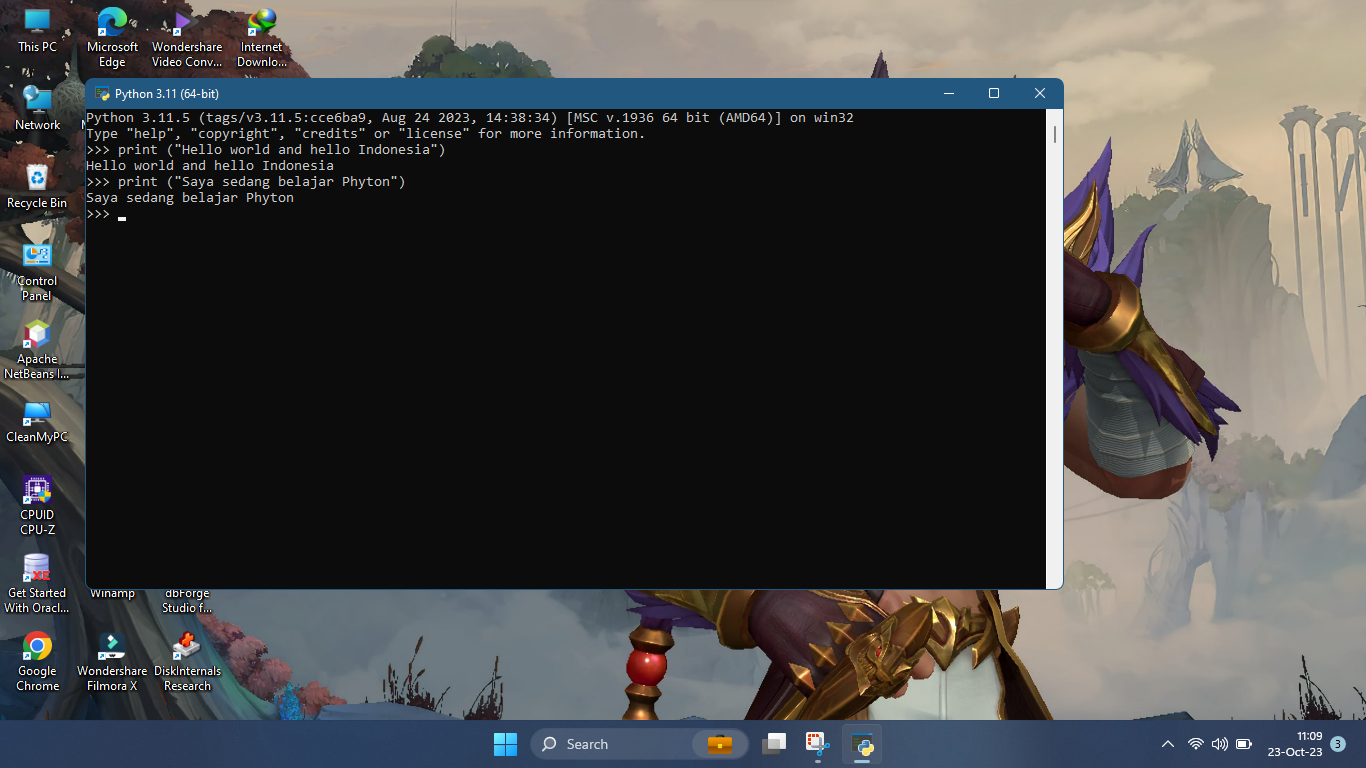 This PC
Microsoft
Edge
Wondershare
Video Conv...
Internet
Downlo...
Network
Recycle Bin
Control
Panel
Apache
NetBeans I...
CleanMyPC
CPUID
CPU-Z
Get Started
With Oracl...
Winamp
dbForge
Studio f...
Google
Chrome
Wondershare
Filmora X
DiskInternals
Research
Python 3.11 (64-bit)
Python 3.11.5 (tags/v3.11.5:cce6ba9, Aug 24 2023, 14:38:34) [MSC v.1936 64 bit (AMD64)] on win32
Type "help", "copyright", "credits" or "license" for more information.
>>> print ("Hello world and hello Indonesia")
Hello world and hello Indonesia
>>> print ("Saya sedang belajar Phyton")
Saya sedang belajar Phyton
>>>
Search
11:09
23-Oct-23
3